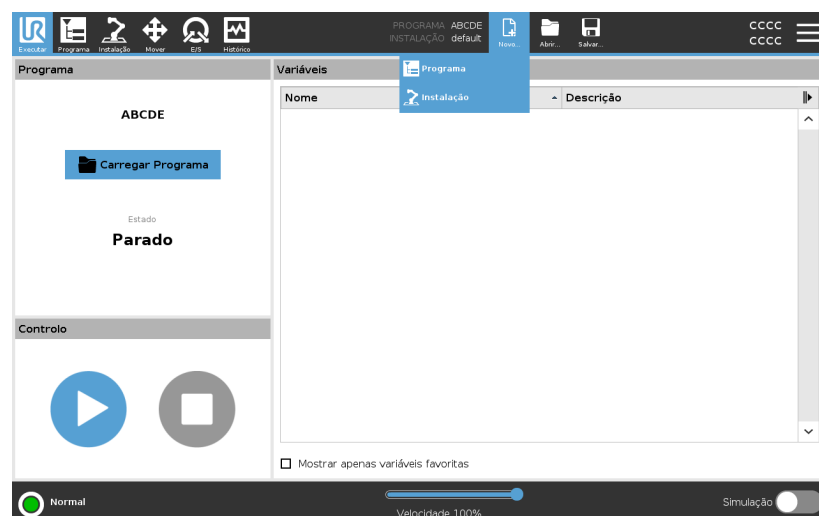 PROGRAMA ABCDE
INSTALAÇÃO default
CCCC
CCCC
Executar Programa Instalação Mover E/S Histórico Novo... Abrir... Salvar...
Programa
Instalação
Programa
ABCDE
Carregar Programa
Estado
Parado
Variáveis
Nome Descrição
Mostrar apenas variáveis favoritas
Controlo
Normal
Velocidade 100%
Simulação